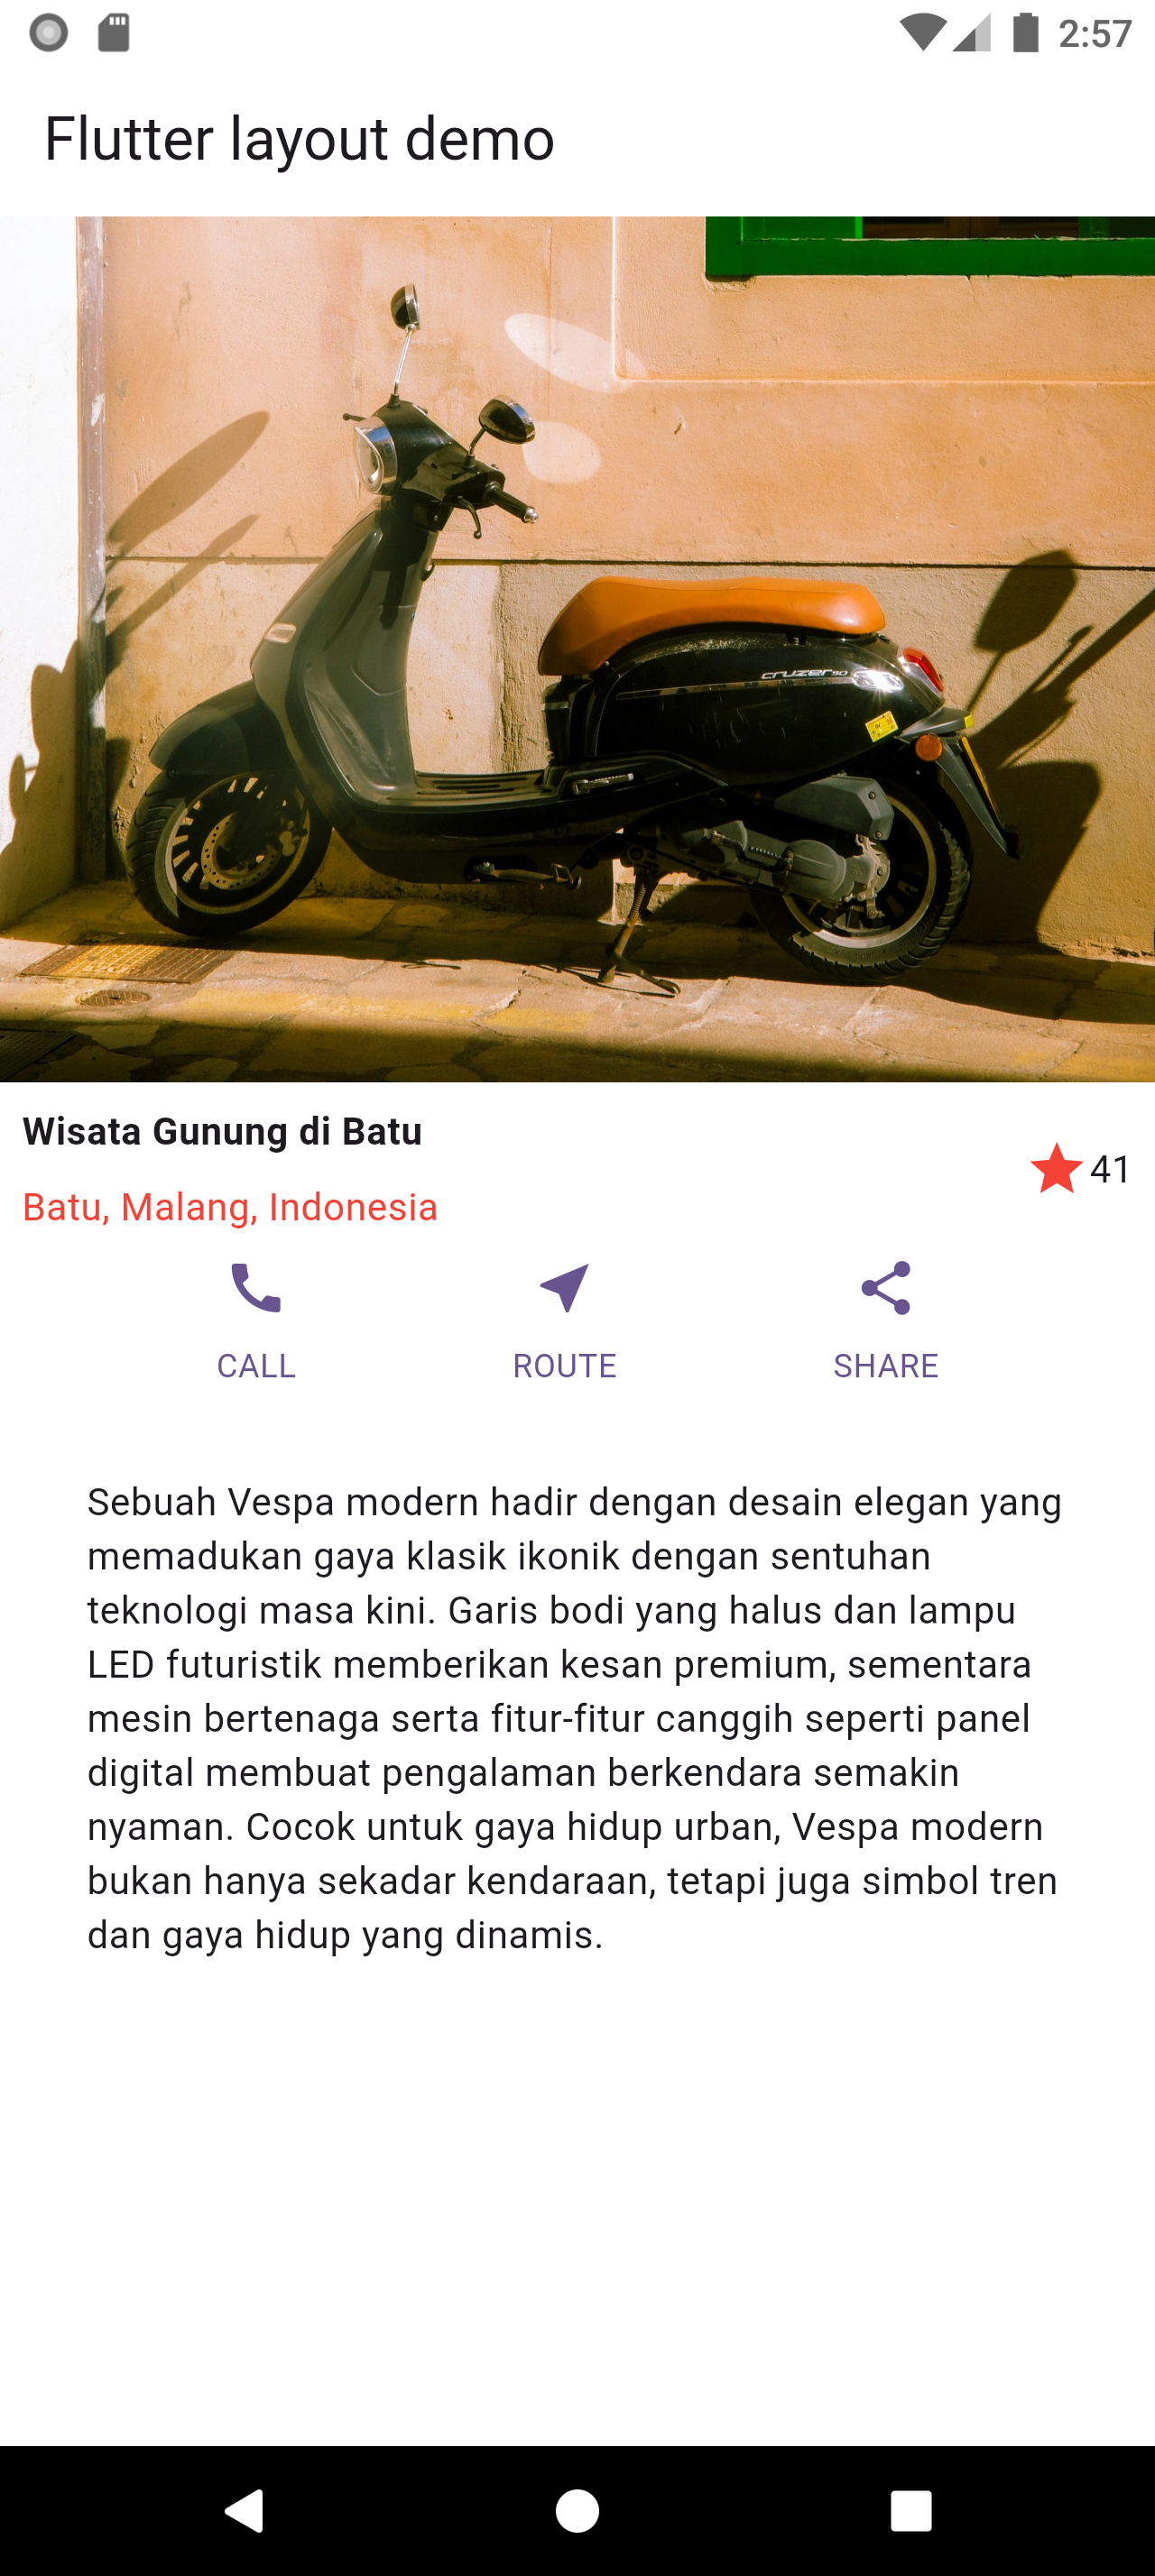 2:57
Flutter layout demo
cruzer 50
Wisata Gunung di Batu
41
Batu, Malang, Indonesia
CALL ROUTE SHARE
Sebuah Vespa modern hadir dengan desain elegan yang
memadukan gaya klasik ikonik dengan sentuhan
teknologi masa kini. Garis bodi yang halus dan lampu
LED futuristik memberikan kesan premium, sementara
mesin bertenaga serta fitur-fitur canggih seperti panel
digital membuat pengalaman berkendara semakin
nyaman. Cocok untuk gaya hidup urban, Vespa modern
bukan hanya sekadar kendaraan, tetapi juga simbol tren
dan gaya hidup yang dinamis.